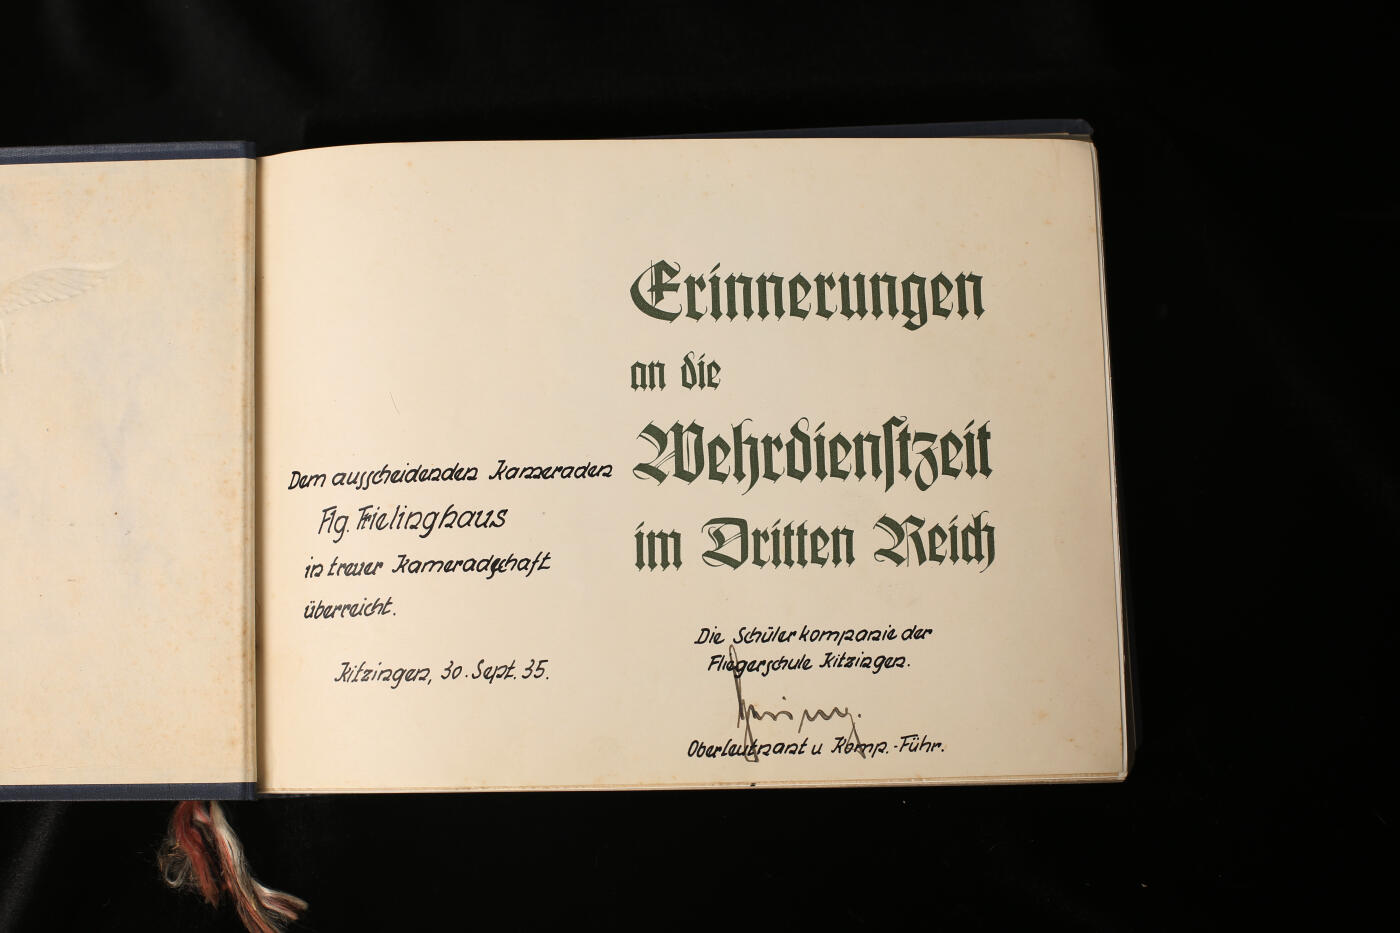 Erinnerungen
an die
Wehrdienstzeit
im Dritten Reich
Dem ausscheidenden Kameraden
Flg. Frielinghaus
in treuer Kameradschaft
überreicht.
Kitzingen, 30. Sept. 35.
Die Schülerkompanie der
Fliegerschule Kitzingen.
Oberleutnant u Komp.-Führ.